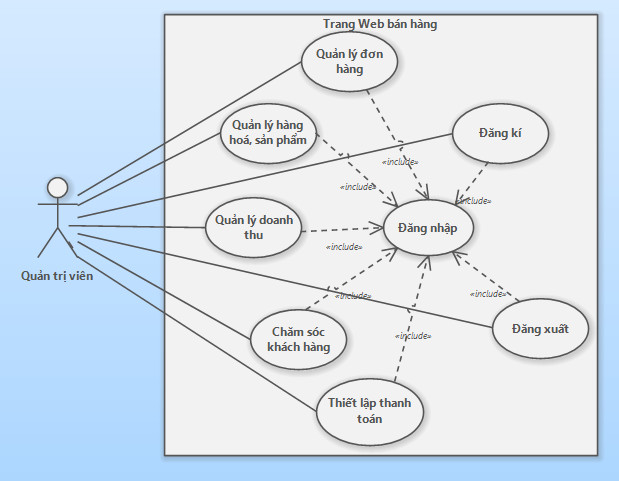 Trang Web bán hàng
Quản lý đơn
hàng
Quản lý hàng
hoá, sản phẩm
Đăng kí
«include»
«include»
«include»
Quản lý doanh
thu
Đăng nhập
«include»
Quản trị viên
«include»
«include»
Chăm sóc
khách hàng
Đăng xuất
«include»
Thiết lập thanh
toán